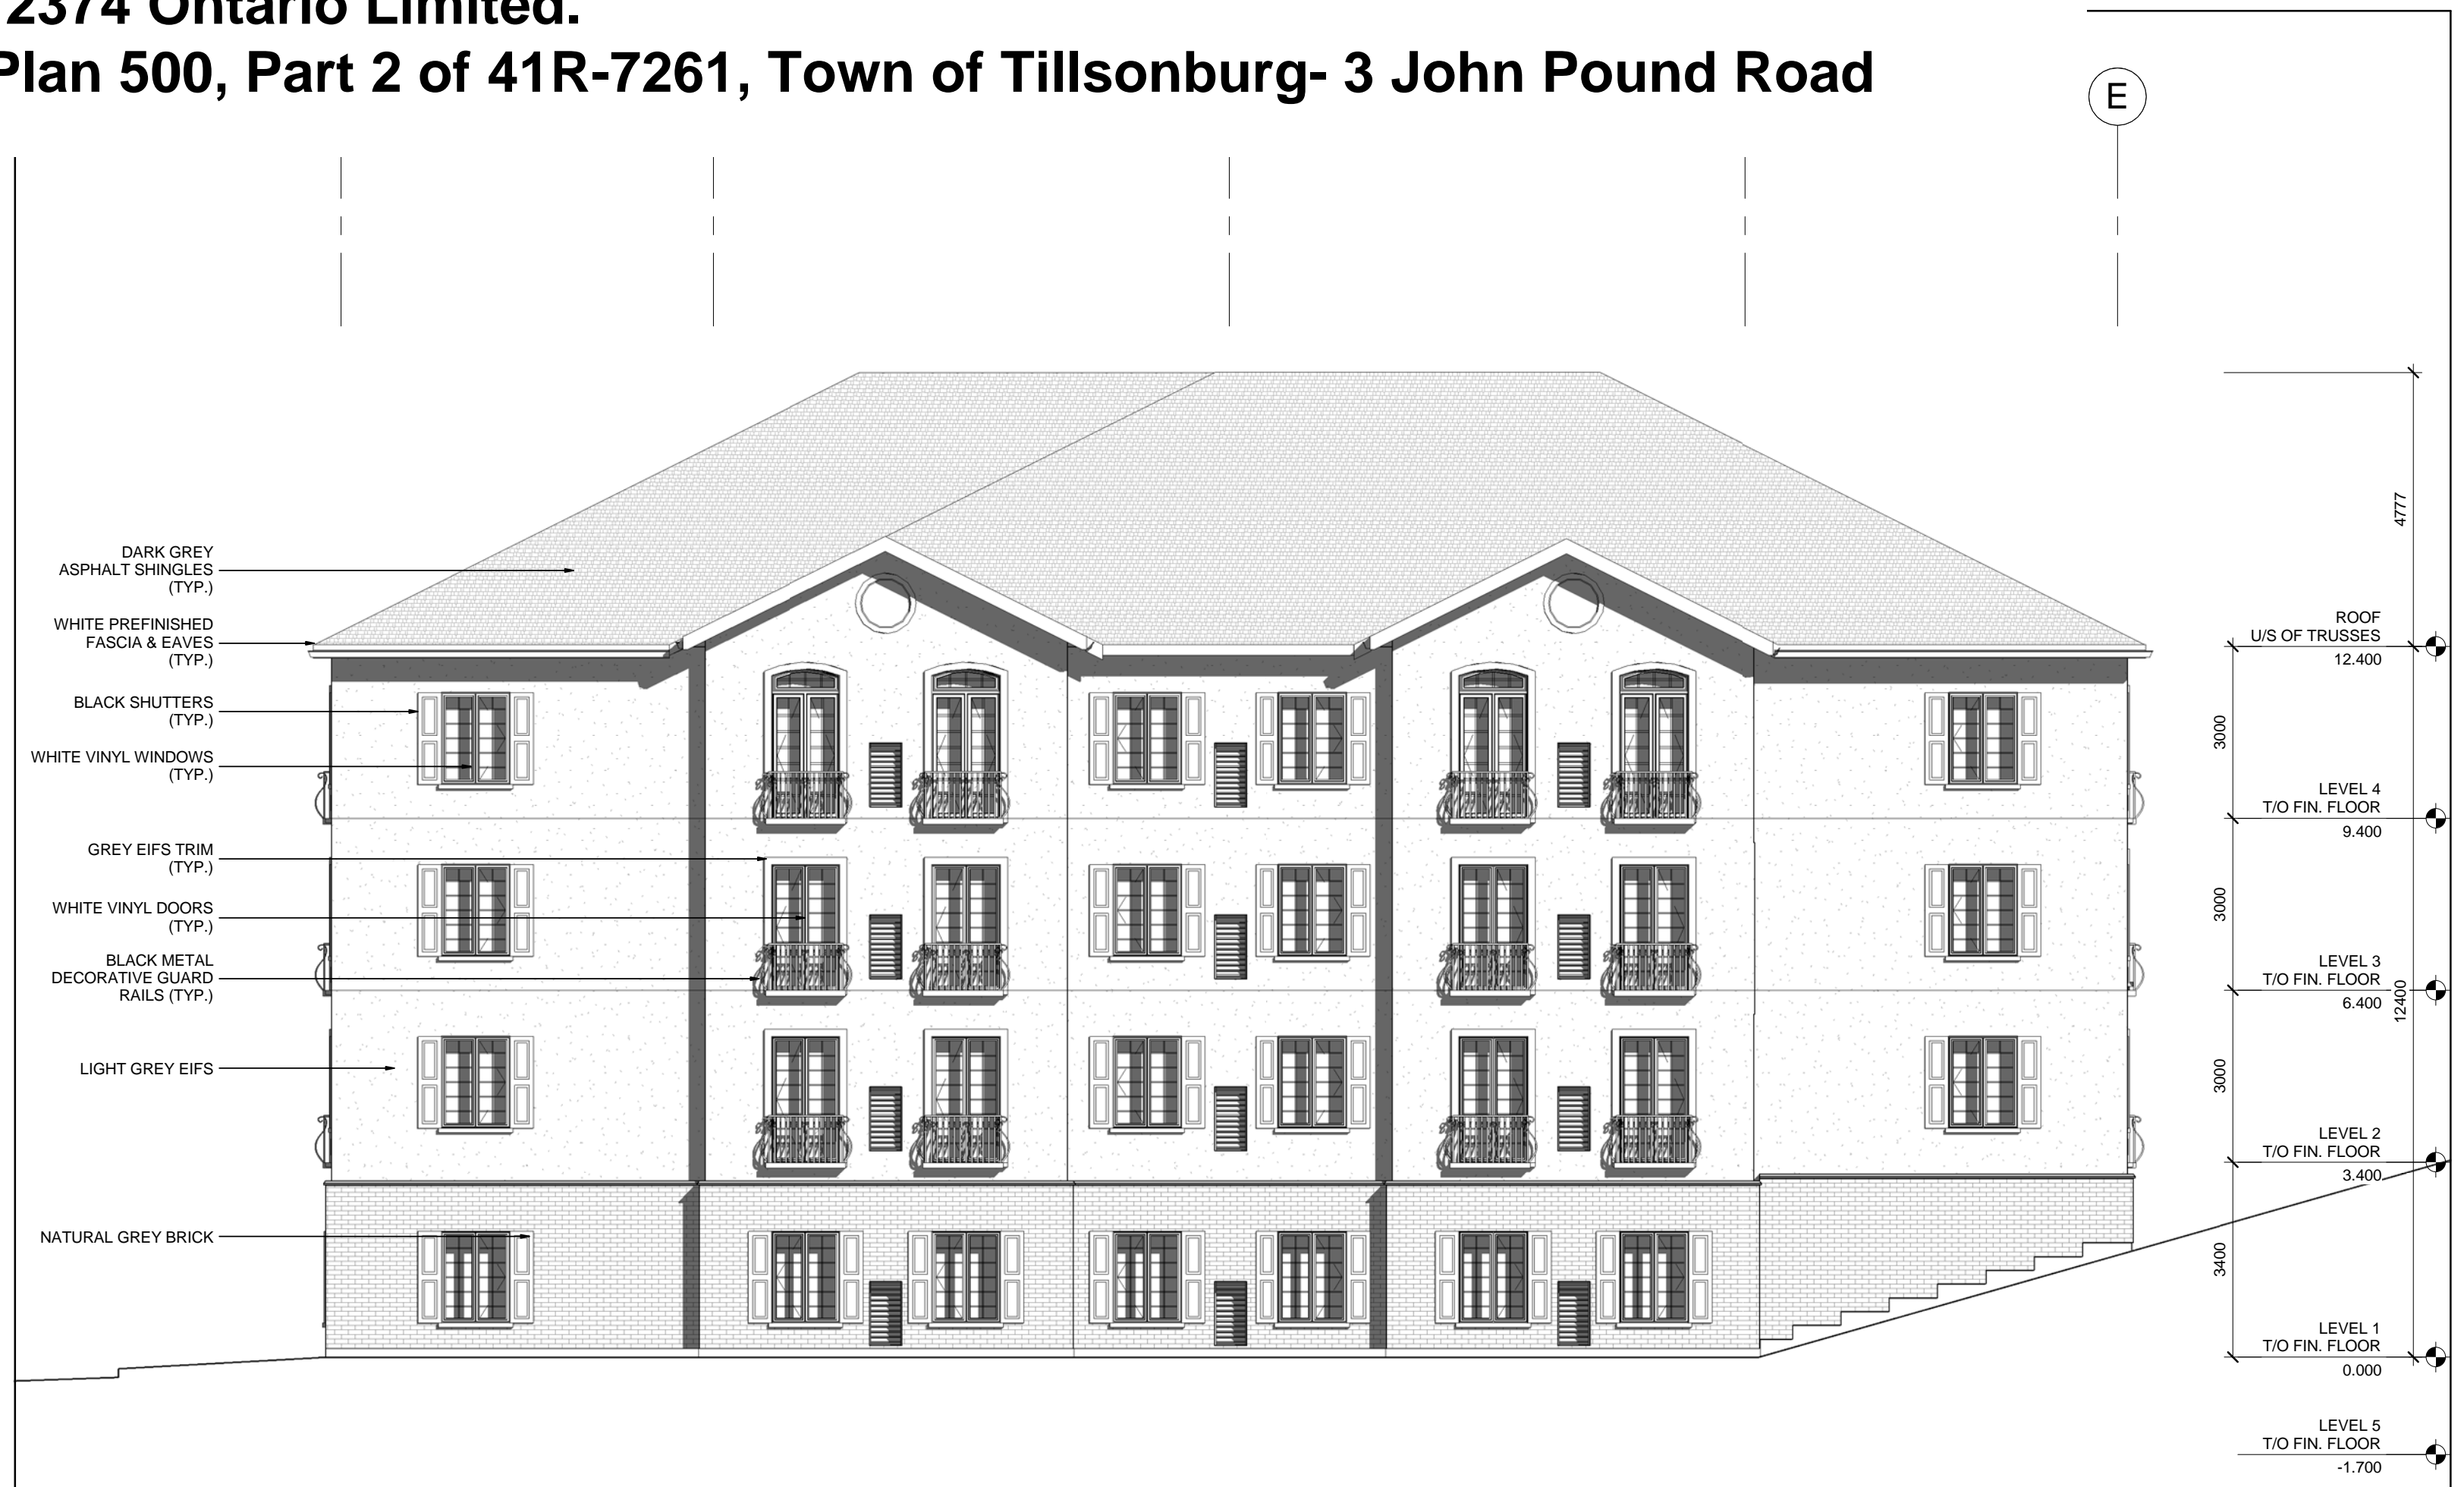 2374 Ontario Limited.
Plan 500, Part 2 of 41R-7261, Town of Tillsonburg- 3 John Pound Road
E
DARK GREY
ASPHALT SHINGLES
(TYP.)
WHITE PREFINISHED
FASCIA & EAVES
(TYP.)
BLACK SHUTTERS
(TYP.)
WHITE VINYL WINDOWS
(TYP.)
GREY EIFS TRIM
(TYP.)
WHITE VINYL DOORS
(TYP.)
BLACK METAL
DECORATIVE GUARD
RAILS (TYP.)
LIGHT GREY EIFS
NATURAL GREY BRICK
4777
ROOF
U/S OF TRUSSES
12.400
3000
LEVEL 4
T/O FIN. FLOOR
9.400
3000
LEVEL 3
T/O FIN. FLOOR
6.400
12400
3000
LEVEL 2
T/O FIN. FLOOR
3.400
3400
LEVEL 1
T/O FIN. FLOOR
0.000
LEVEL 5
T/O FIN. FLOOR
-1.700